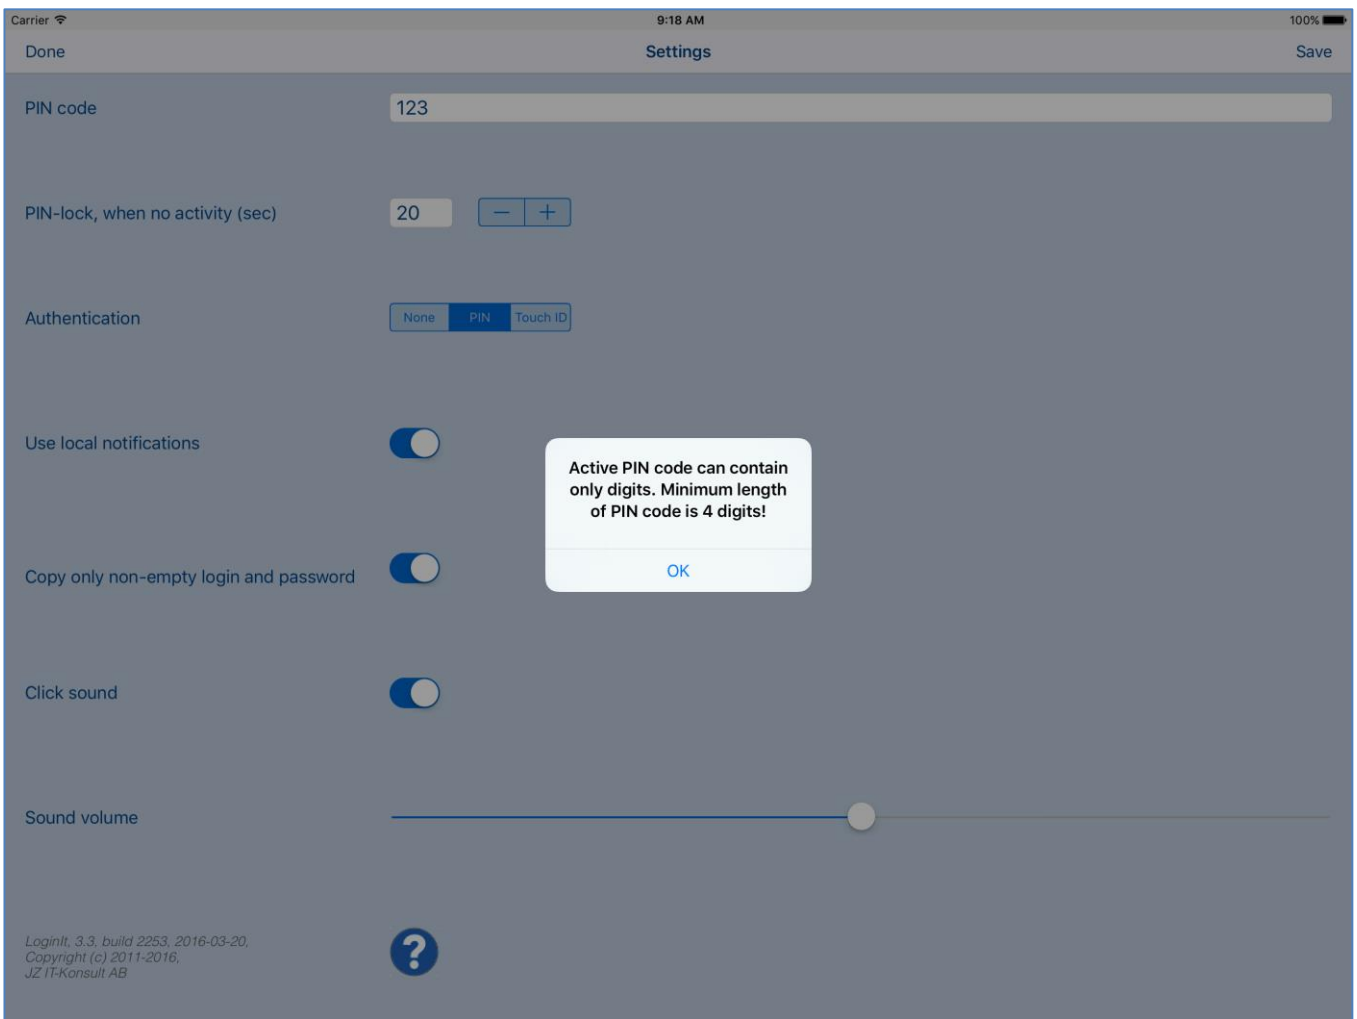 Carrier 9:18 AM 100%
Done Settings Save
PIN code 123
PIN-lock, when no activity (sec) 20 − +
Authentication None PIN Touch ID
Use local notifications
Active PIN code can contain
only digits. Minimum length
of PIN code is 4 digits!
OK
Copy only non-empty login and password
Click sound
Sound volume
LoginIt, 3.3, build 2253, 2016-03-20,
Copyright (c) 2011-2016,
JZ IT-Konsult AB
?